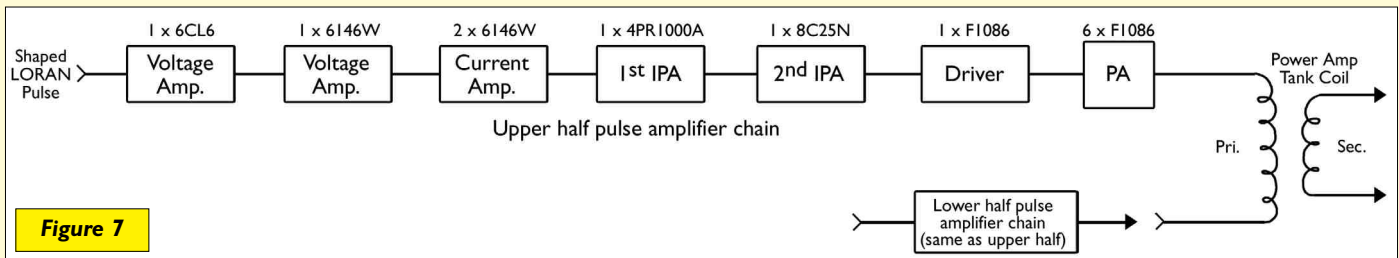 1 x 6CL6
1 x 6146W
2 x 6146W
1 x 4PR1000A
1 x 8C25N
1 x F1086
6 x F1086
Shaped
LORAN
Pulse
Voltage
Amp.
Voltage
Amp.
Current
Amp.
1st IPA
2nd IPA
Driver
PA
Power Amp
Tank Coil
Upper half pulse amplifier chain
Pri.
Sec.
Lower half pulse
amplifier chain
(same as upper half)
Figure 7